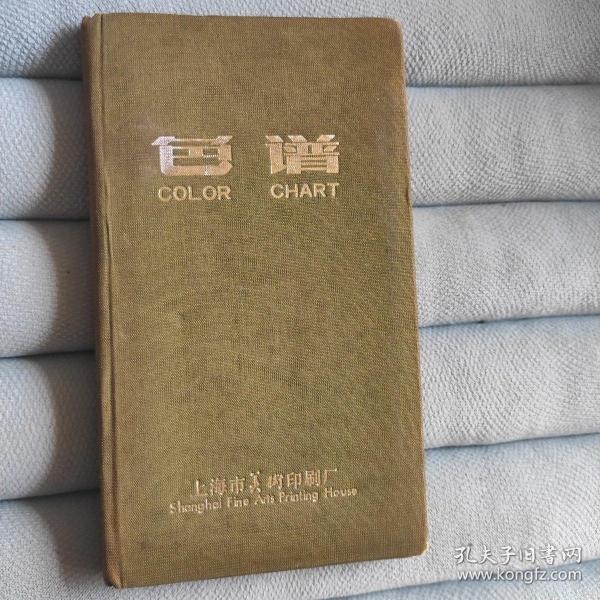 色谱
COLOR CHART
上海市美术印刷厂
Shanghai Fine Arts Printing House
孔夫子旧书网
www.kongfz.com